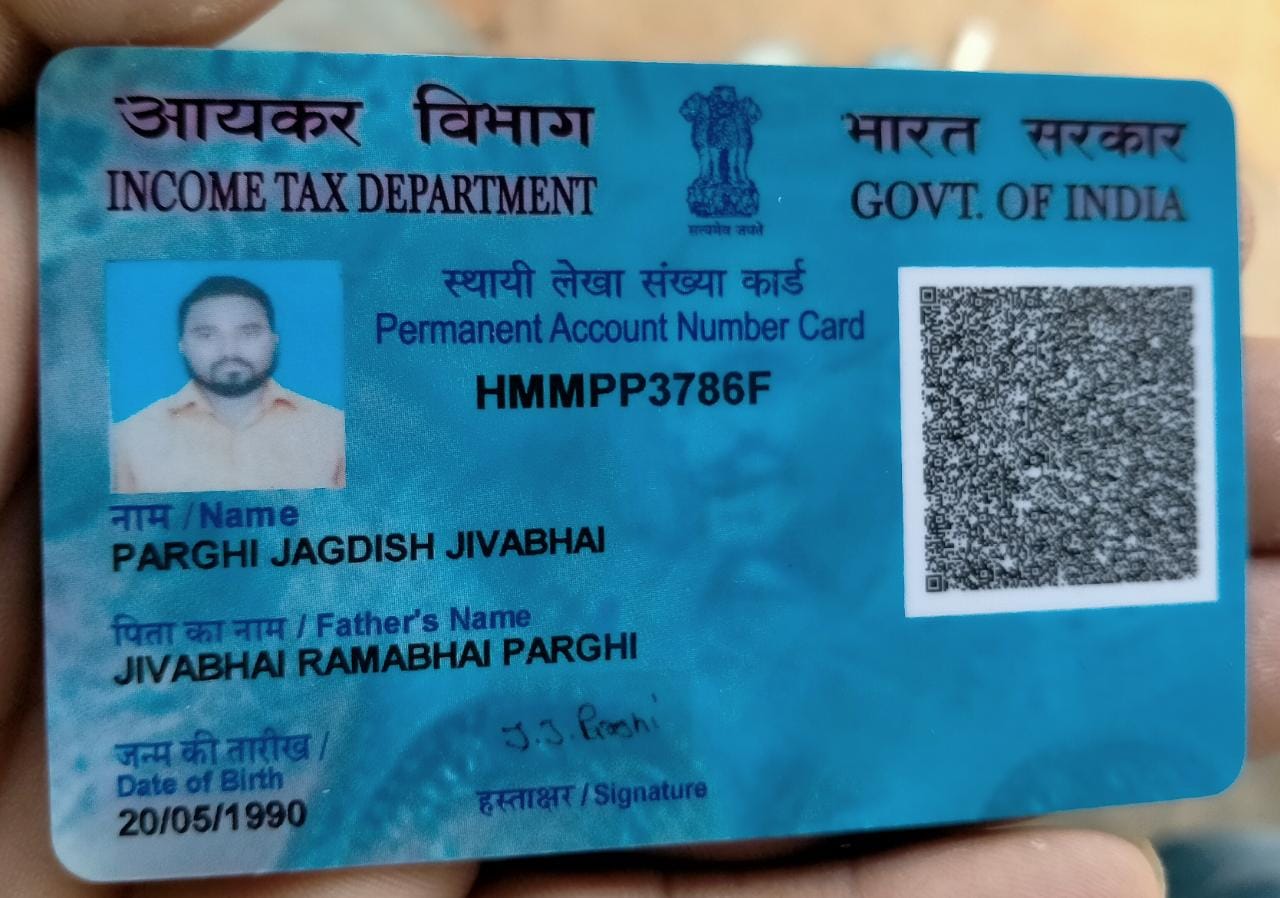 आयकर विभाग
INCOME TAX DEPARTMENT
सत्यमेव जयते
भारत सरकार
GOVT. OF INDIA
स्थायी लेखा संख्या कार्ड
Permanent Account Number Card
HMMPP3786F
नाम / Name
PARGHI JAGDISH JIVABHAI
पिता का नाम / Father's Name
JIVABHAI RAMABHAI PARGHI
जन्म की तारीख /
Date of Birth
20/05/1990
हस्ताक्षर / Signature